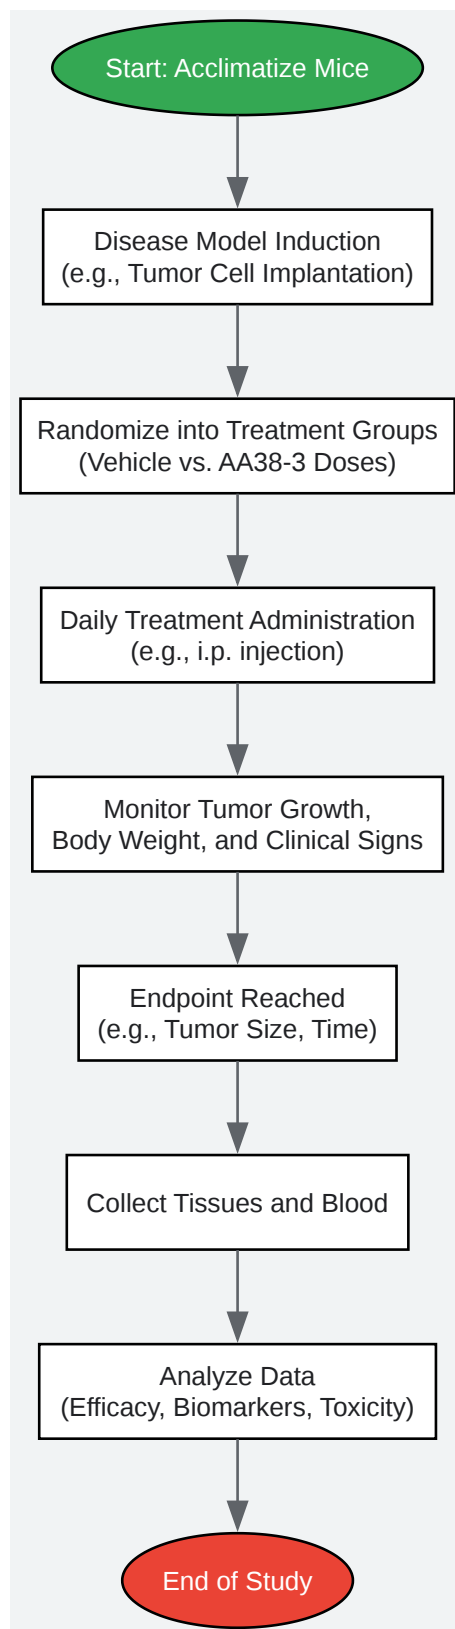 Start: Acclimatize Mice
Disease Model Induction
(e.g., Tumor Cell Implantation)
Randomize into Treatment Groups
(Vehicle vs. AA38-3 Doses)
Daily Treatment Administration
(e.g., i.p. injection)
Monitor Tumor Growth,
Body Weight, and Clinical Signs
Endpoint Reached
(e.g., Tumor Size, Time)
Collect Tissues and Blood
Analyze Data
(Efficacy, Biomarkers, Toxicity)
End of Study